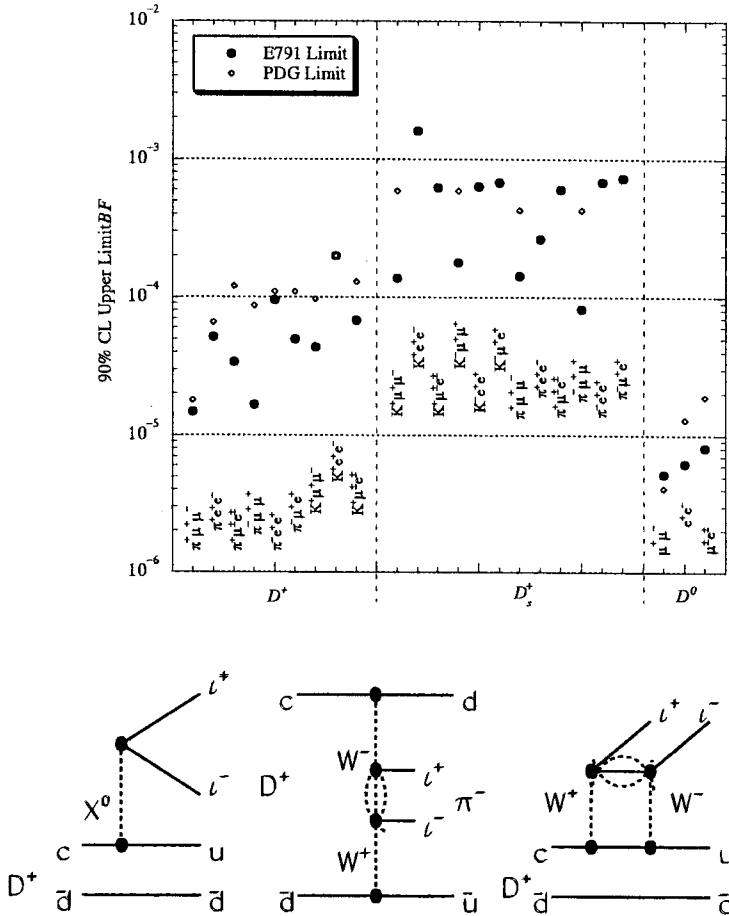 10⁻²
● E791 Limit
◦ PDG Limit
10⁻³
10⁻⁴
10⁻⁵
10⁻⁶
90% CL Upper Limit BF
π⁺μ⁺μ⁻
π⁺e⁺e⁻
π⁺μ±e±
π⁻μ⁺μ⁺
π⁻e⁺e⁺
π⁻μ⁺e⁺
K⁺μ⁺μ⁻
K⁺e⁺e⁻
K⁺μ±e±
K⁺μ⁺μ⁻
K⁺e⁺e⁻
K⁺μ±e±
K⁻μ⁺μ⁺
K⁻e⁺e⁺
K⁻μ⁺e⁺
π⁺μ⁺μ⁻
π⁺e⁺e⁻
π⁺μ±e±
π⁻μ⁺μ⁺
π⁻e⁺e⁺
π⁻μ⁺e⁺
μ⁺μ⁻
e⁺e⁻
μ±e±
D⁺
Dₛ⁺
D⁰
ι⁺
ι⁻
X⁰
c
u
D⁺
d̄
d̄
c
d
W⁻
ι⁺
D⁺
π⁻
ι⁻
W⁺
d̄
ū
ι⁺
ι⁻
W⁺
W⁻
c
u
D⁺
d̄